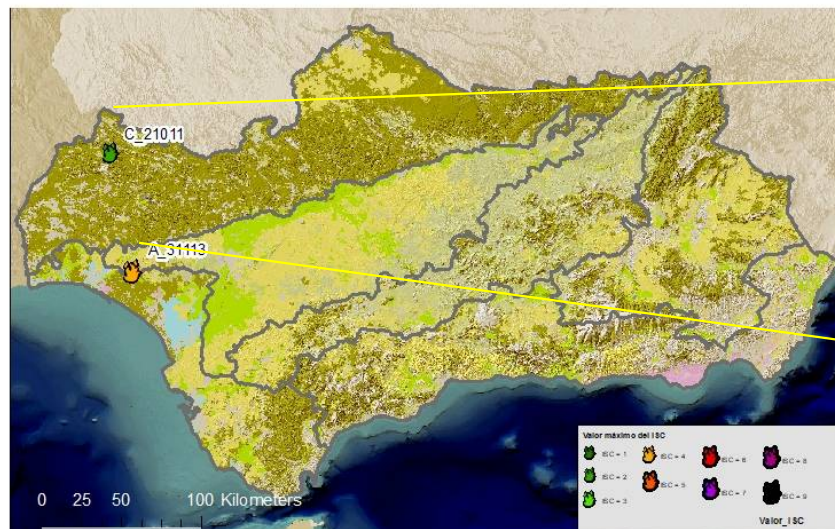 C_21011
A_31113
Valor máximo del ISC
ISC = 1
ISC = 4
ISC = 6
ISC = 8
ISC = 2
ISC = 5
ISC = 7
ISC = 9
ISC = 3
Valor_ISC
0 25 50 100 Kilometers